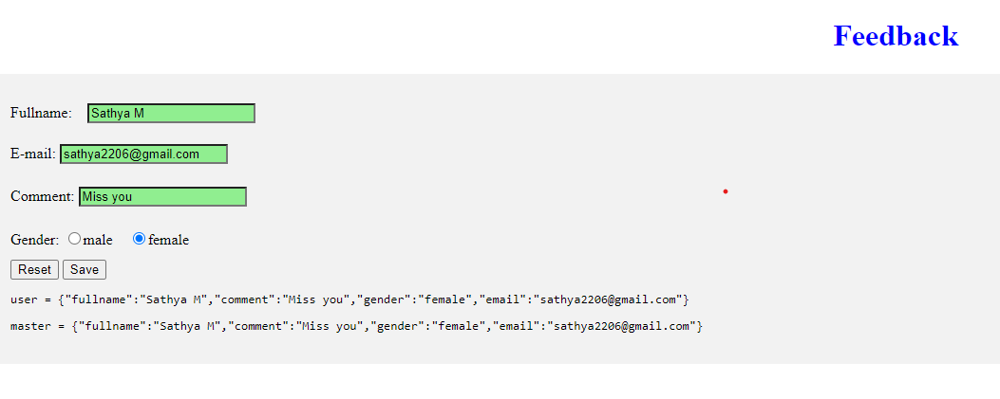 Feedback
Fullname: Sathya M
E-mail: sathya2206@gmail.com
Comment: Miss you
Gender: male female
Reset Save
user = {"fullname":"Sathya M","comment":"Miss you","gender":"female","email":"sathya2206@gmail.com"}
master = {"fullname":"Sathya M","comment":"Miss you","gender":"female","email":"sathya2206@gmail.com"}